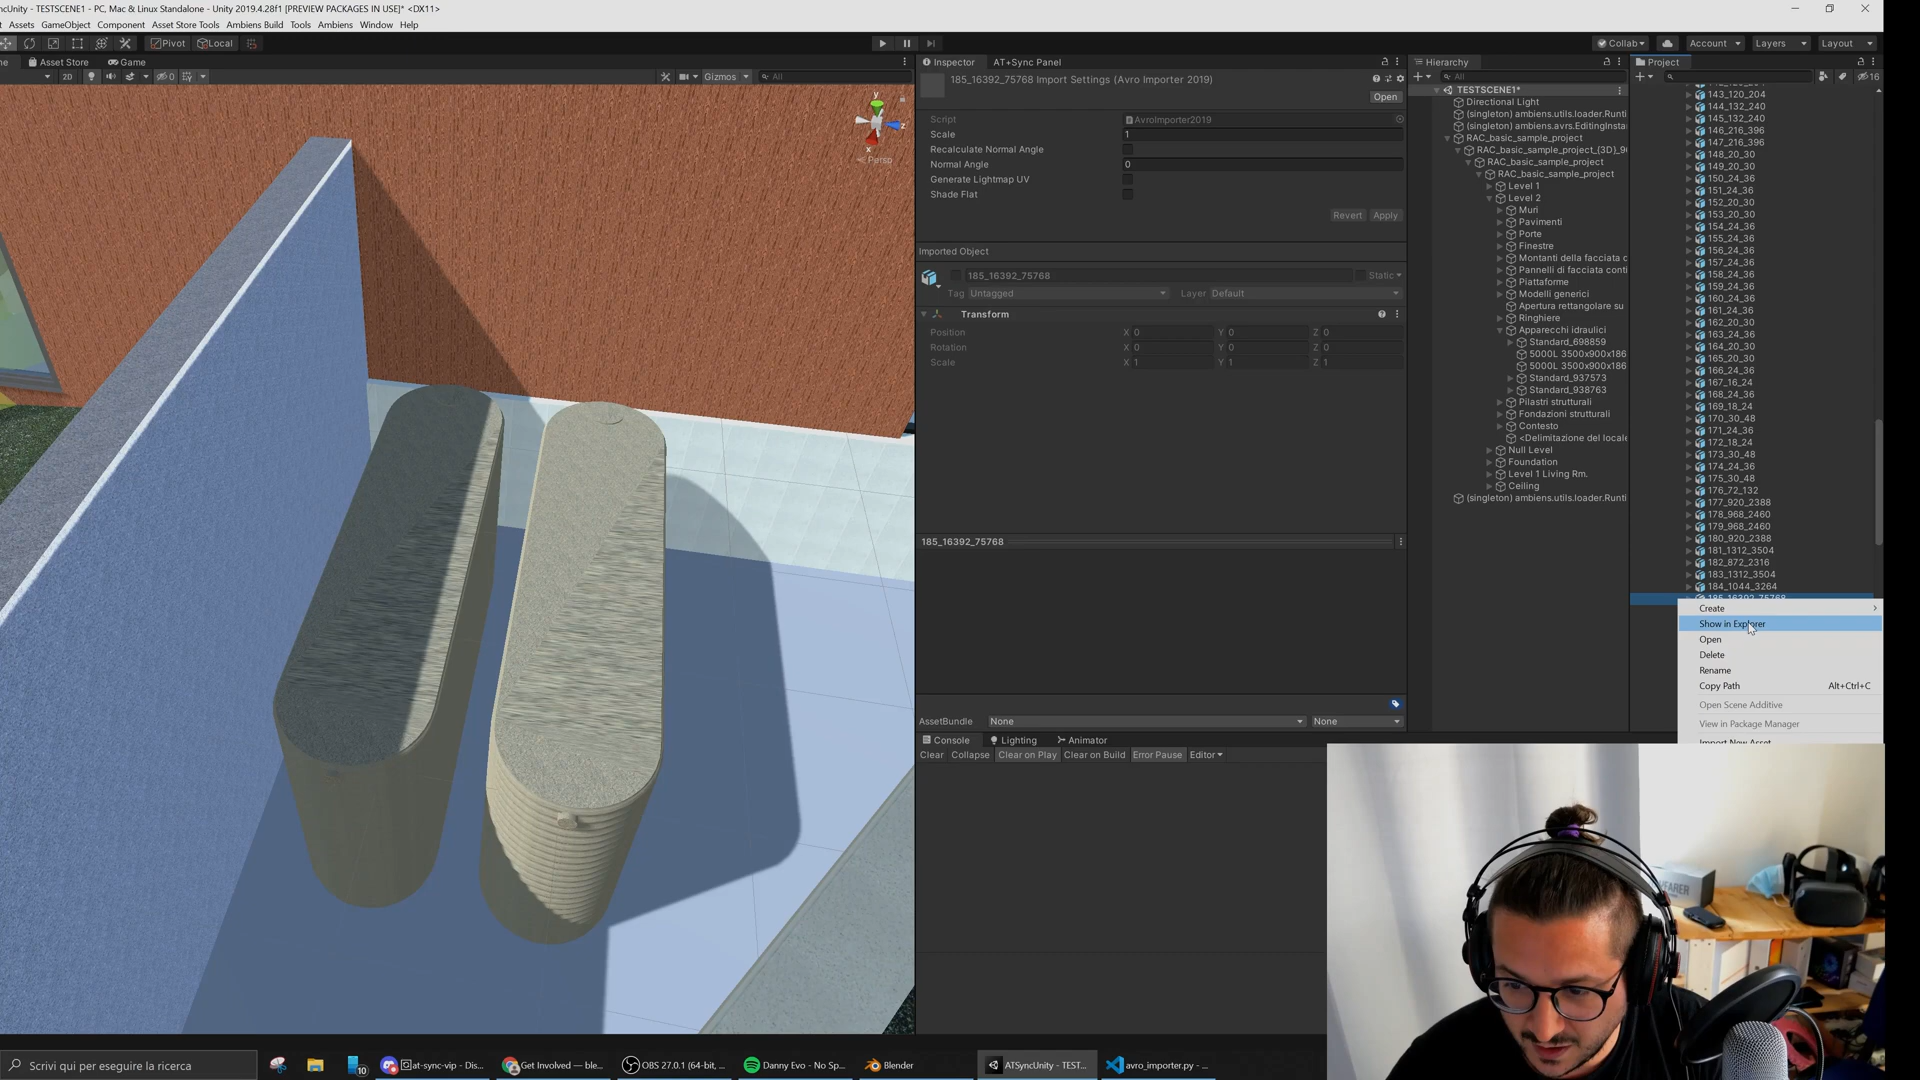 cUnity - TESTSCENE1 - PC, Mac & Linux Standalone - Unity 2019.4.28f1 [PREVIEW PACKAGES IN USE]* <DX11>
Assets GameObject Component Asset Store Tools Ambiens Build Tools Ambiens Window Help
Pivot Local
Collab Account Layers Layout
Asset Store Game
2D 0 Gizmos All
y
z
x
Persp
Inspector AT+Sync Panel
185_16392_75768 Import Settings (Avro Importer 2019)
Open
Script AvroImporter2019
Scale 1
Recalculate Normal Angle
Normal Angle 0
Generate Lightmap UV
Shade Flat
Revert Apply
Imported Object
185_16392_75768 Static
Tag Untagged Layer Default
Transform
Position X 0 Y 0 Z 0
Rotation X 0 Y 0 Z 0
Scale X 1 Y 1 Z 1
185_16392_75768
AssetBundle None None
Console Lighting Animator
Clear Collapse Clear on Play Clear on Build Error Pause Editor
Hierarchy
All
TESTSCENE1*
Directional Light
(singleton) ambiens.utils.loader.Runti
(singleton) ambiens.avrs.EditingInsta
RAC_basic_sample_project
RAC_basic_sample_project_{3D}_9
RAC_basic_sample_project
RAC_basic_sample_project
Level 1
Level 2
Muri
Pavimenti
Porte
Finestre
Montanti della facciata c
Pannelli di facciata conti
Piattaforme
Modelli generici
Apertura rettangolare su
Ringhiere
Apparecchi idraulici
Standard_698859
5000L 3500x900x186
5000L 3500x900x186
Standard_937573
Standard_938763
Pilastri strutturali
Fondazioni strutturali
Contesto
<Delimitazione del locale
Null Level
Foundation
Level 1 Living Rm.
Ceiling
(singleton) ambiens.utils.loader.Runti
Project
16
143_120_204
144_132_240
145_132_240
146_216_396
147_216_396
148_20_30
149_20_30
150_24_36
151_24_36
152_20_30
153_20_30
154_24_36
155_24_36
156_24_36
157_24_36
158_24_36
159_24_36
160_24_36
161_24_36
162_20_30
163_24_36
164_20_30
165_20_30
166_24_36
167_16_24
168_24_36
169_18_24
170_30_48
171_24_36
172_18_24
173_30_48
174_24_36
175_30_48
176_72_132
177_920_2388
178_968_2460
179_968_2460
180_920_2388
181_1312_3504
182_872_2316
183_1312_3504
184_1044_3264
185_16392_75768
Create
Show in Explorer
Open
Delete
Rename
Copy Path Alt+Ctrl+C
Open Scene Additive
View in Package Manager
Import New Asset
Scrivi qui per eseguire la ricerca
10
at-sync-vip - Dis...
Get Involved — ble...
OBS 27.0.1 (64-bit, ...
Danny Evo - No Sp...
Blender
ATSyncUnity - TEST...
avro_importer.py - ...